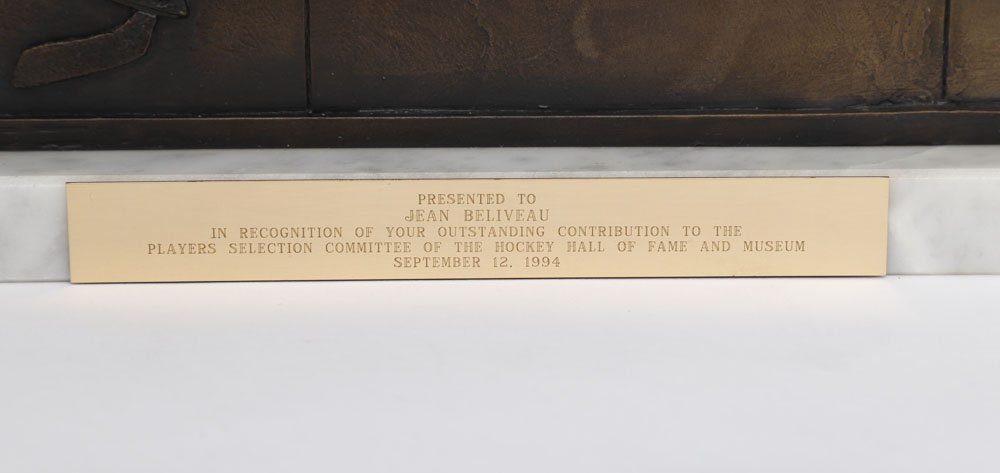 PRESENTED TO
JEAN BELIVEAU
IN RECOGNITION OF YOUR OUTSTANDING CONTRIBUTION TO THE
PLAYERS SELECTION COMMITTEE OF THE HOCKEY HALL OF FAME AND MUSEUM
SEPTEMBER 12, 1994